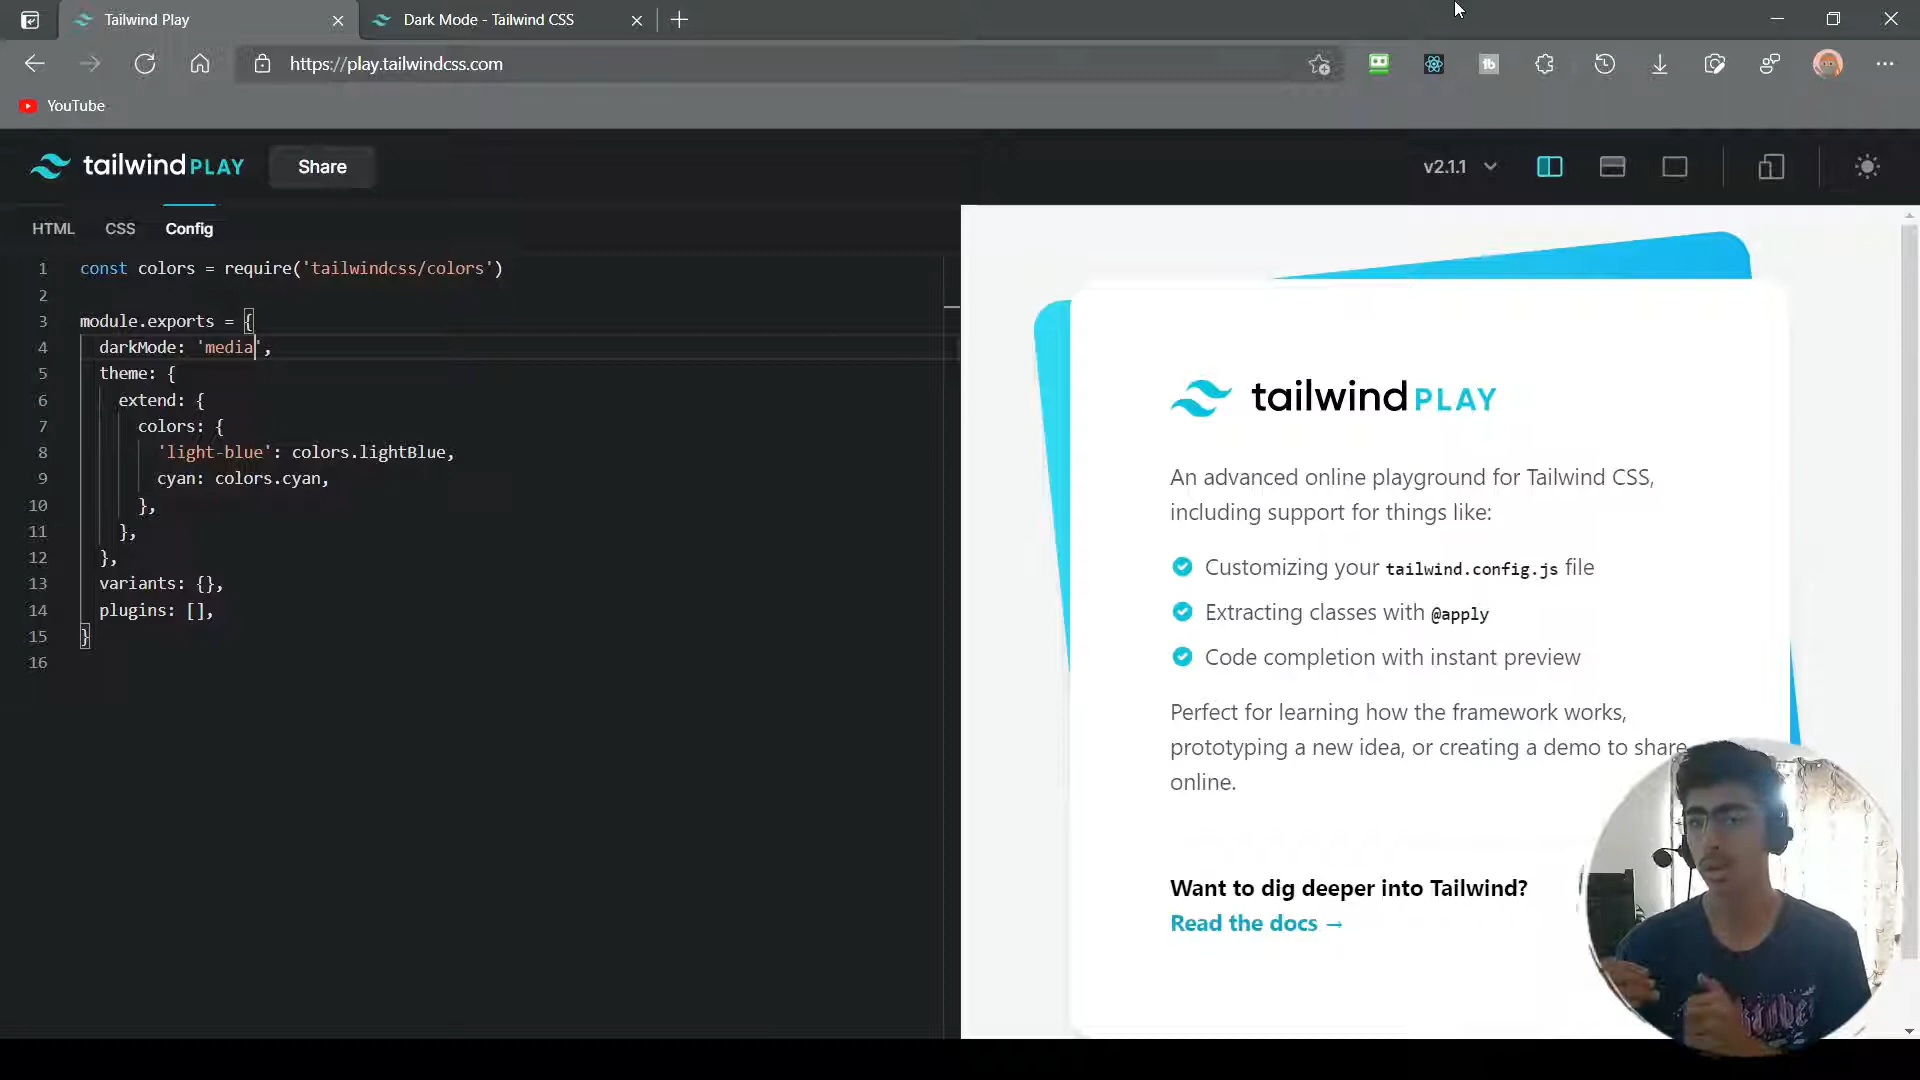 Tailwind Play
Dark Mode - Tailwind CSS
https://play.tailwindcss.com
YouTube
tailwind PLAY
Share
v2.1.1
HTML CSS Config
1 const colors = require('tailwindcss/colors')
2
3 module.exports = {
4 darkMode: 'media',
5 theme: {
6 extend: {
7 colors: {
8 'light-blue': colors.lightBlue,
9 cyan: colors.cyan,
10 },
11 },
12 },
13 variants: {},
14 plugins: [],
15 }
16
tailwind PLAY
An advanced online playground for Tailwind CSS,
including support for things like:
Customizing your tailwind.config.js file
Extracting classes with @apply
Code completion with instant preview
Perfect for learning how the framework works,
prototyping a new idea, or creating a demo to share
online.
Want to dig deeper into Tailwind?
Read the docs →